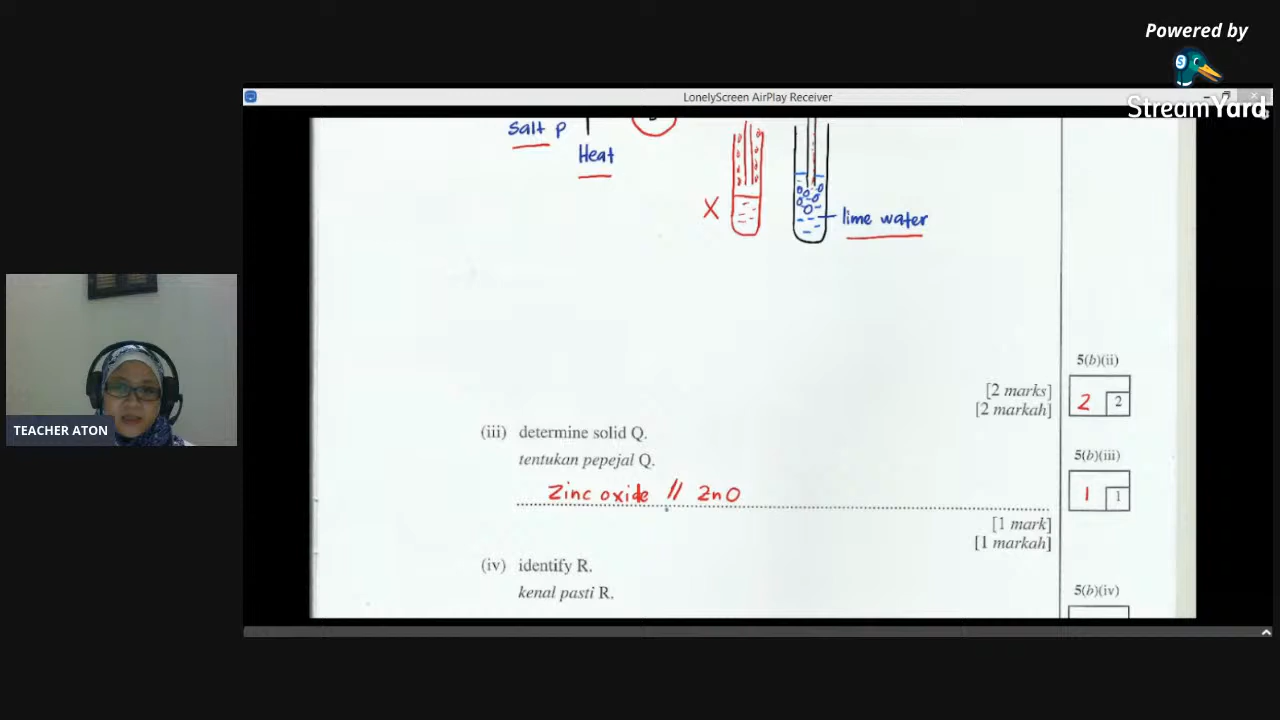 Powered by
S
StreamYard
LonelyScreen AirPlay Receiver
Salt P
Heat
X
lime water
5(b)(ii)
[2 marks]
[2 markah]
2
2
(iii) determine solid Q.
tentukan pepejal Q.
5(b)(iii)
Zinc oxide // ZnO
1
1
[1 mark]
[1 markah]
(iv) identify R.
kenal pasti R.
5(b)(iv)
TEACHER ATON